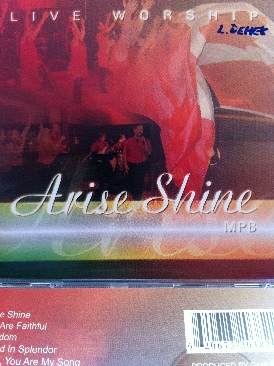 LIVE WORSHIP
L. DEHEK
Arise Shine
MPB
e Shine
Are Faithful
dom
d In Splendor
, You Are My Song
PRODUCED BY